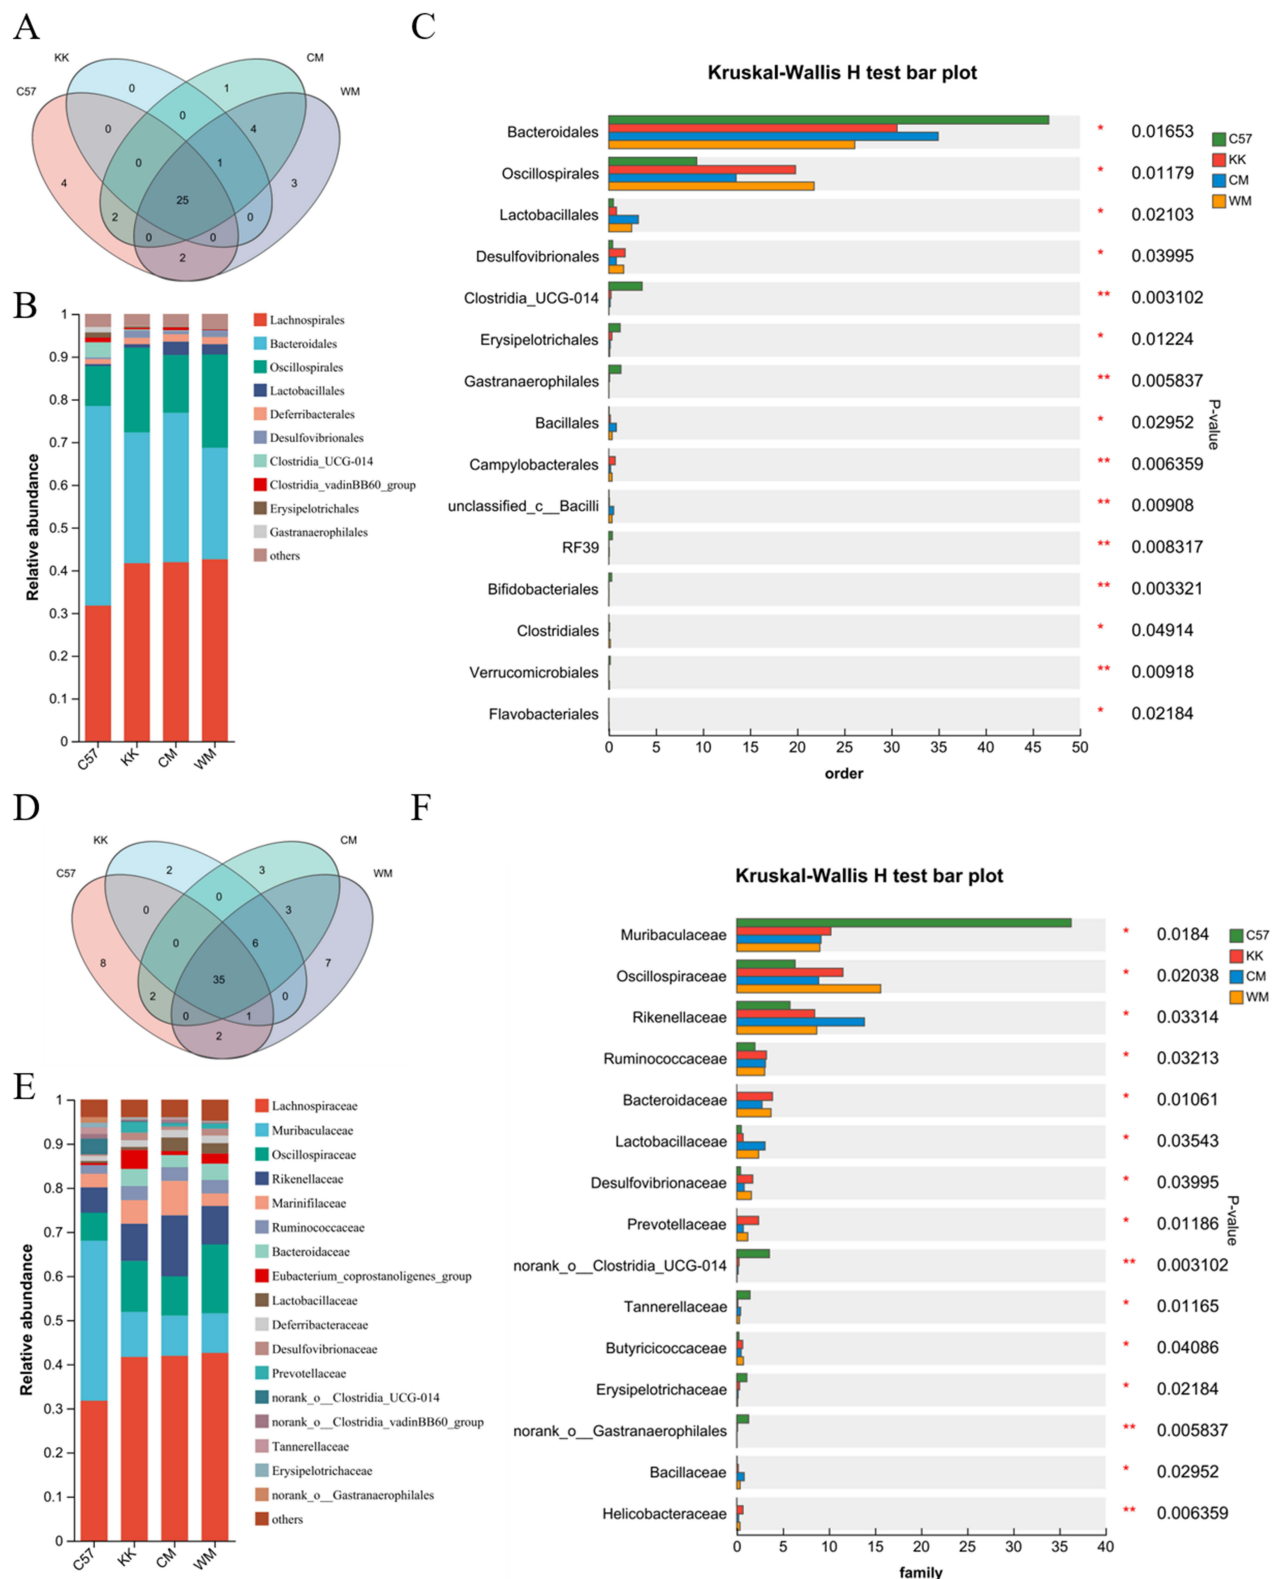 A
KK
CM
C57
WM
0
1
0
0
4
0
1
4
3
25
2
0
0
0
2
B
1
0.9
0.8
0.7
0.6
0.5
0.4
0.3
0.2
0.1
0
Relative abundance
C57
KK
CM
WM
Lachnospirales
Bacteroidales
Oscillospirales
Lactobacillales
Deferribacterales
Desulfovibrionales
Clostridia_UCG-014
Clostridia_vadinBB60_group
Erysipelotrichales
Gastranaerophilales
others
C
Kruskal-Wallis H test bar plot
Bacteroidales * 0.01653
Oscillospirales * 0.01179
Lactobacillales * 0.02103
Desulfovibrionales * 0.03995
Clostridia_UCG-014 ** 0.003102
Erysipelotrichales * 0.01224
Gastranaerophilales ** 0.005837
Bacillales * 0.02952
Campylobacterales ** 0.006359
unclassified_c__Bacilli ** 0.00908
RF39 ** 0.008317
Bifidobacteriales ** 0.003321
Clostridiales * 0.04914
Verrucomicrobiales ** 0.00918
Flavobacteriales * 0.02184
0 5 10 15 20 25 30 35 40 45 50
order
P-value
C57
KK
CM
WM
D
KK
CM
C57
WM
2
3
0
0
3
0
6
8
7
35
2
0
0
1
2
E
1
0.9
0.8
0.7
0.6
0.5
0.4
0.3
0.2
0.1
0
Relative abundance
C57
KK
CM
WM
Lachnospiraceae
Muribaculaceae
Oscillospiraceae
Rikenellaceae
Marinifilaceae
Ruminococcaceae
Bacteroidaceae
Eubacterium_coprostanoligenes_group
Lactobacillaceae
Deferribacteraceae
Desulfovibrionaceae
Prevotellaceae
norank_o__Clostridia_UCG-014
norank_o__Clostridia_vadinBB60_group
Tannerellaceae
Erysipelotrichaceae
norank_o__Gastranaerophilales
others
F
Kruskal-Wallis H test bar plot
Muribaculaceae * 0.0184
Oscillospiraceae * 0.02038
Rikenellaceae * 0.03314
Ruminococcaceae * 0.03213
Bacteroidaceae * 0.01061
Lactobacillaceae * 0.03543
Desulfovibrionaceae * 0.03995
Prevotellaceae * 0.01186
norank_o__Clostridia_UCG-014 ** 0.003102
Tannerellaceae * 0.01165
Butyricicoccaceae * 0.04086
Erysipelotrichaceae * 0.02184
norank_o__Gastranaerophilales ** 0.005837
Bacillaceae * 0.02952
Helicobacteraceae ** 0.006359
0 5 10 15 20 25 30 35 40
family
P-value
C57
KK
CM
WM